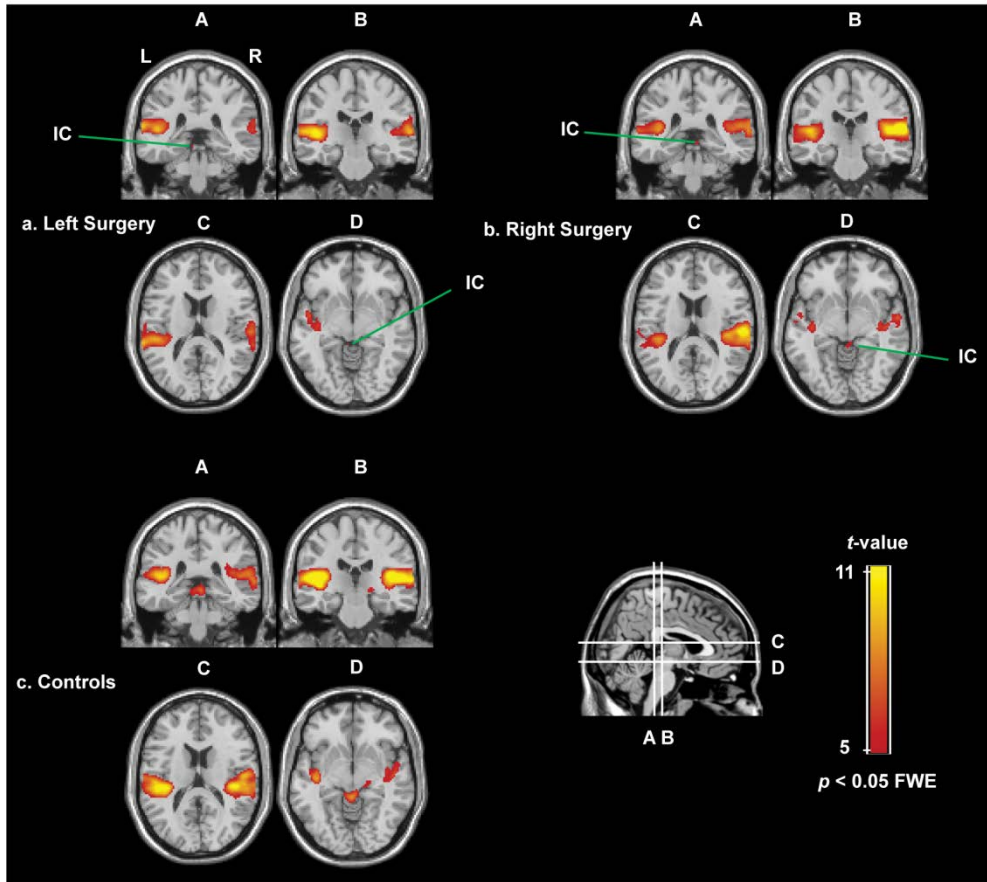 A B
L R
IC
a. Left Surgery
C D
IC
A B
IC
b. Right Surgery
C D
IC
A B
c. Controls
C D
C
D
A B
t-value
11
5
p < 0.05 FWE